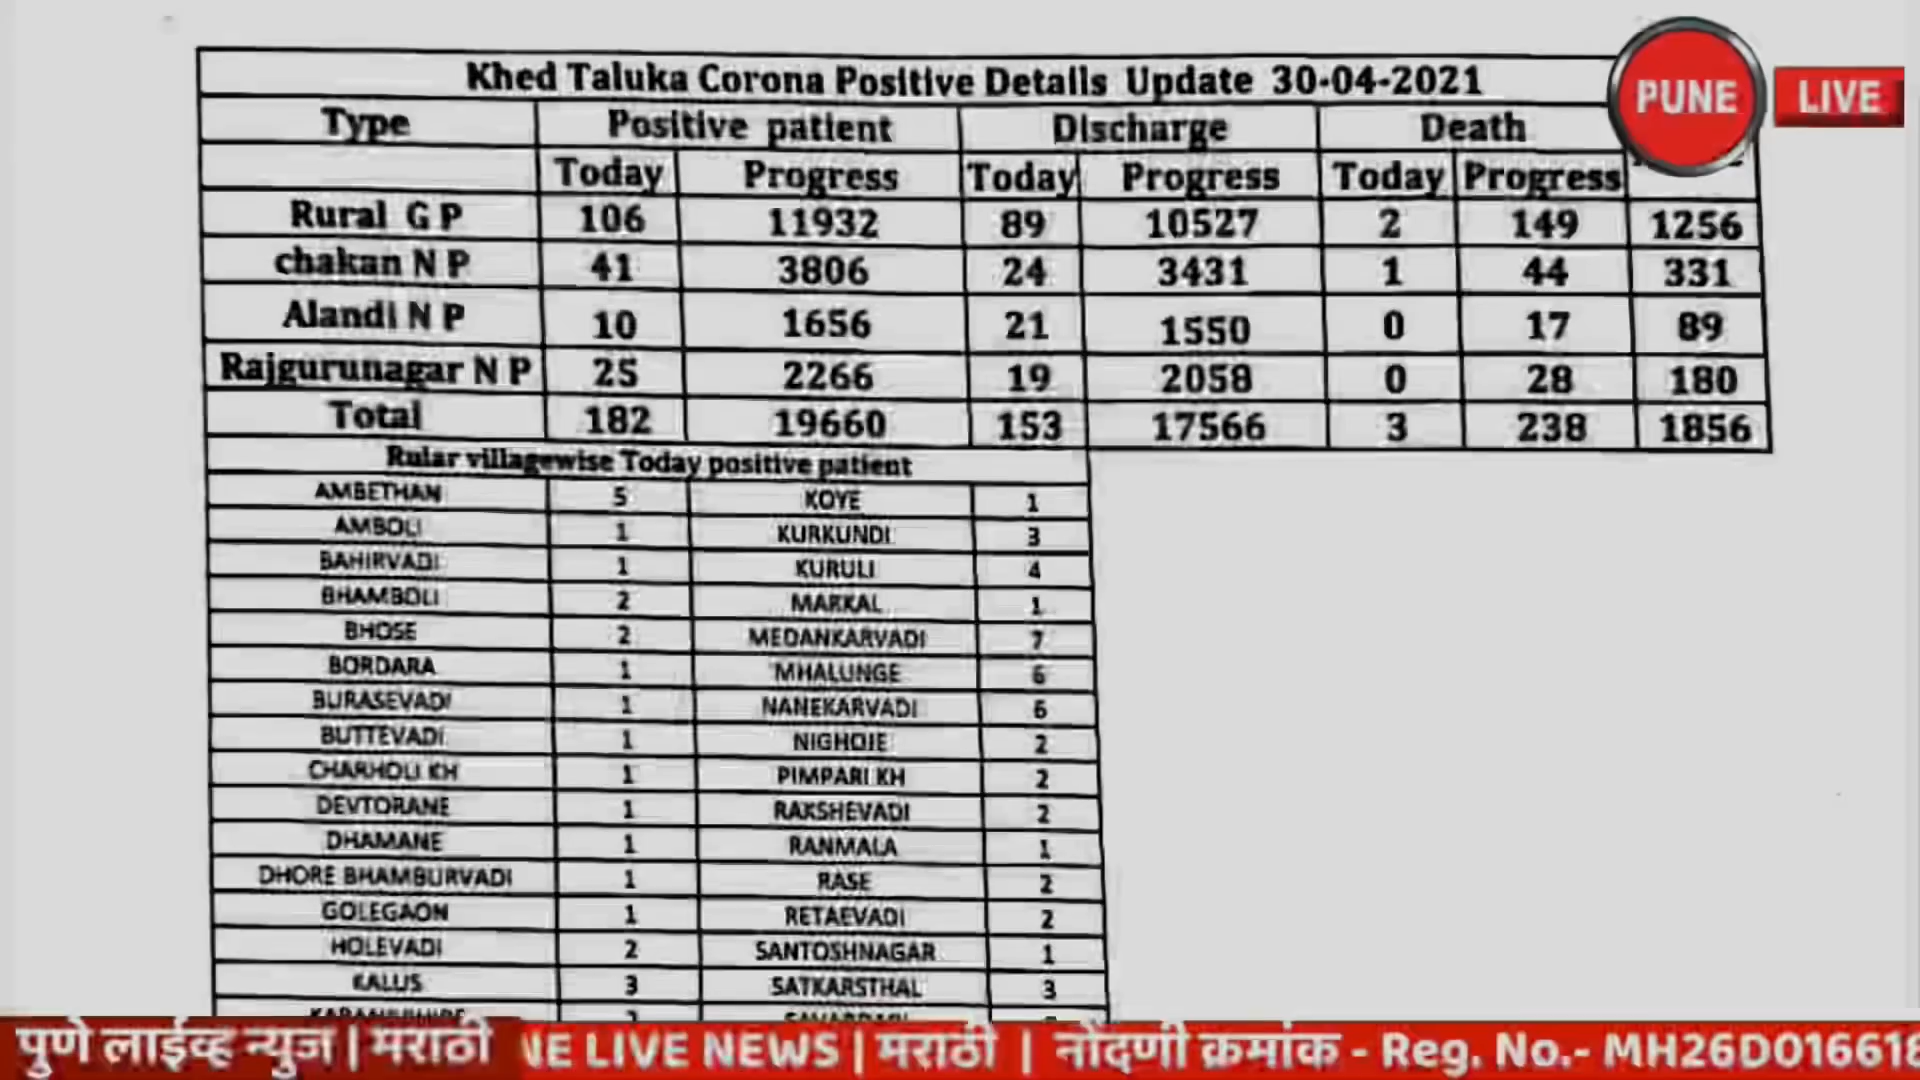 Khed Taluka Corona Positive Details Update 30-04-2021
PUNE LIVE
Type Positive patient Discharge Death
Today Progress Today Progress Today Progress
Rural G P 106 11932 89 10527 2 149 1256
chakan N P 41 3806 24 3431 1 44 331
Alandi N P 10 1656 21 1550 0 17 89
Rajgurunagar N P 25 2266 19 2058 0 28 180
Total 182 19660 153 17566 3 238 1856
Rular villagewise Today positive patient
AMBETHAN 5 KOYE 1
AMBOLI 1 KURKUNDI 3
BAHIRVADI 1 KURULI 4
BHAMBOLI 2 MARKAL 1
BHOSE 2 MEDANKARVADI 7
BORDARA 1 MHALUNGE 6
BURASEVADI 1 NANEKARVADI 6
BUTTEVADI 1 NIGHOJE 2
CHARHOLI KH 1 PIMPARI KH 2
DEVTORANE 1 RAKSHEVADI 2
DHAMANE 1 RANMALA 1
DHORE BHAMBURVADI 1 RASE 2
GOLEGAON 1 RETAEVADI 2
HOLEVADI 2 SANTOSHNAGAR 1
KALUS 3 SATKARSTHAL 3
पुणे लाईव्ह न्युज | मराठी NE LIVE NEWS | मराठी | नोंदणी क्रमांक - Reg. No.- MH26D016618